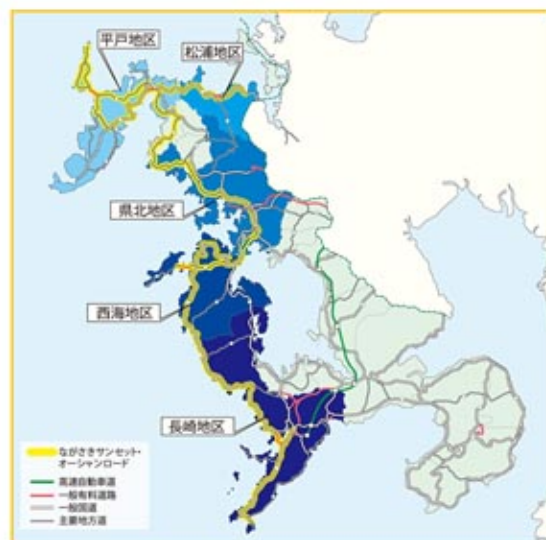 平戸地区
松浦地区
県北地区
西海地区
長崎地区
ながさきサンセット・
オーシャンロード
高速自動車道
一般有料道路
一般国道
主要地方道